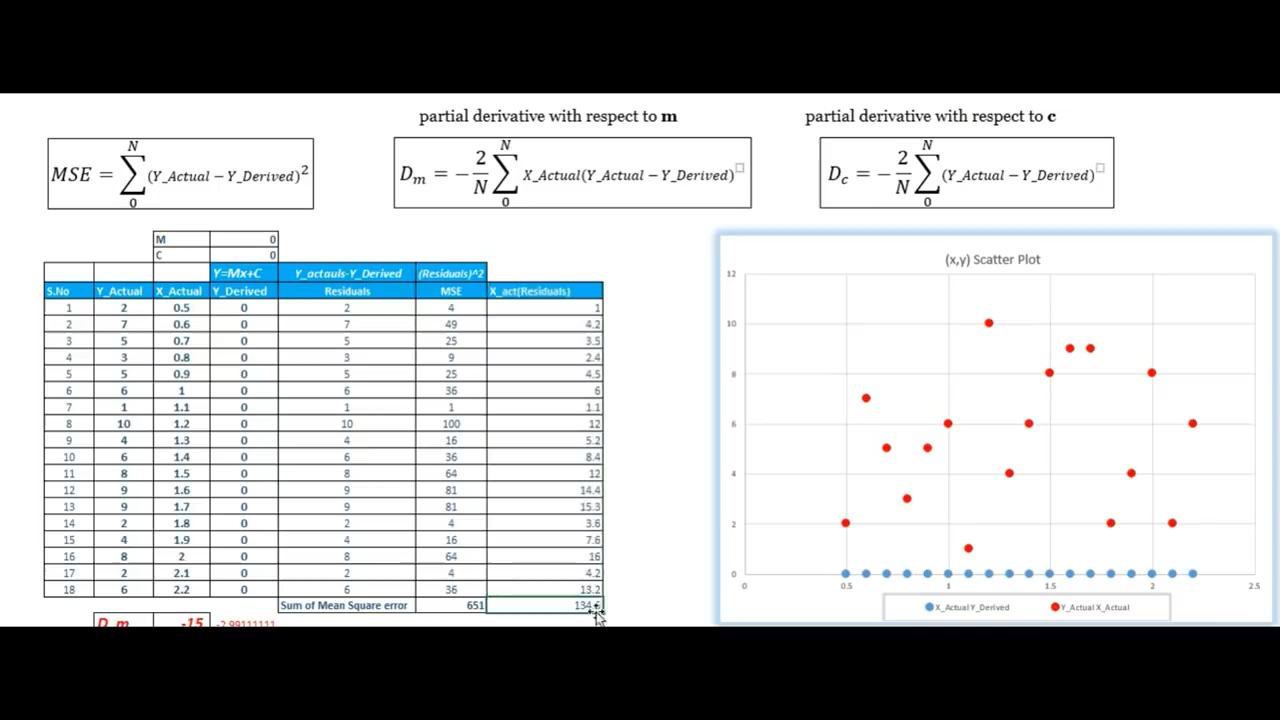 partial derivative with respect to m
partial derivative with respect to c
MSE = ∑ N 0 (Y_Actual − Y_Derived)²
D_m = − 2/N ∑ N 0 X_Actual(Y_Actual − Y_Derived)
D_c = − 2/N ∑ N 0 (Y_Actual − Y_Derived)
M 0
C 0
Y=Mx+C Y_actauls-Y_Derived (Residuals)^2
S.No Y_Actual X_Actual Y_Derived Residuals MSE X_act(Residuals)
1 2 0.5 0 2 4 1
2 7 0.6 0 7 49 4.2
3 5 0.7 0 5 25 3.5
4 3 0.8 0 3 9 2.4
5 5 0.9 0 5 25 4.5
6 6 1 0 6 36 6
7 1 1.1 0 1 1 1.1
8 10 1.2 0 10 100 12
9 4 1.3 0 4 16 5.2
10 6 1.4 0 6 36 8.4
11 8 1.5 0 8 64 12
12 9 1.6 0 9 81 14.4
13 9 1.7 0 9 81 15.3
14 2 1.8 0 2 4 3.6
15 4 1.9 0 4 16 7.6
16 8 2 0 8 64 16
17 2 2.1 0 2 4 4.2
18 6 2.2 0 6 36 13.2
Sum of Mean Square error 651
D_m -15 -2.99111111
(x,y) Scatter Plot
12
10
8
6
4
2
0
0 0.5 1 1.5 2 2.5
X_Actual Y_Derived Y_Actual X_Actual